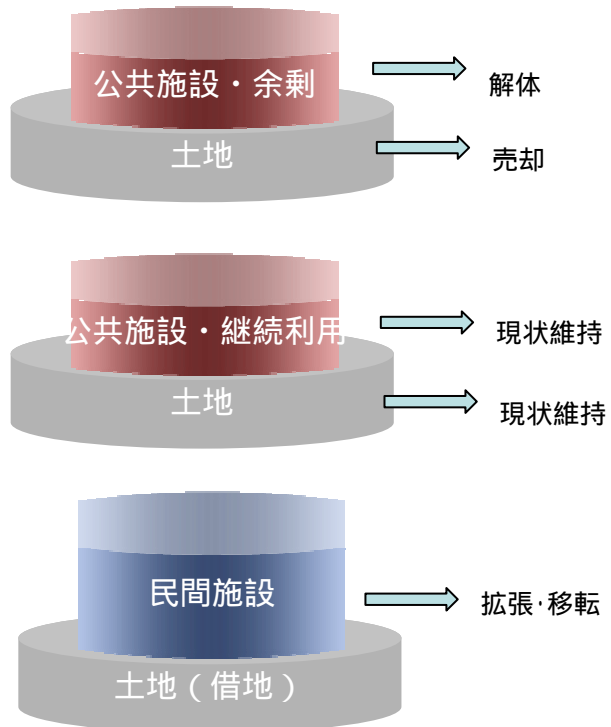 公共施設・余剰
解体
土地
売却
公共施設・継続利用
現状維持
土地
現状維持
民間施設
拡張・移転
土地（借地）